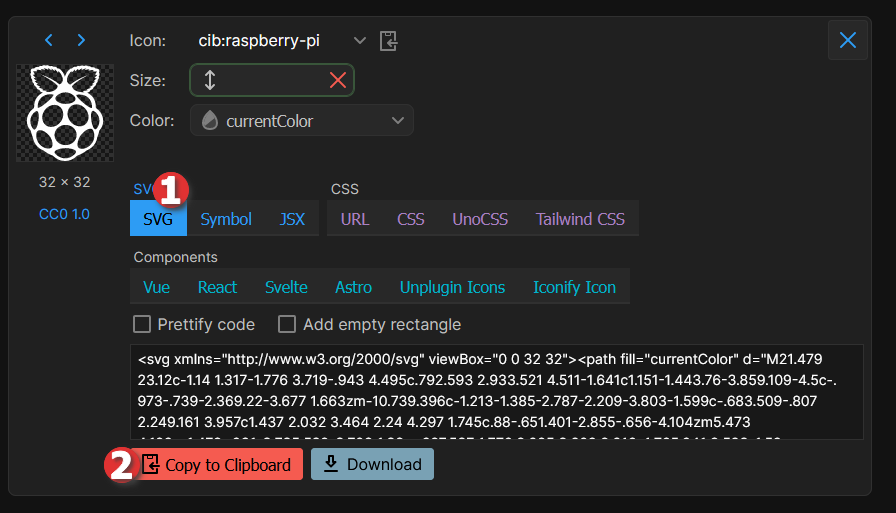 Icon: cib:raspberry-pi
Size:
Color: currentColor
32 × 32
CC0 1.0
1
CSS
SVG Symbol JSX URL CSS UnoCSS Tailwind CSS
Components
Vue React Svelte Astro Unplugin Icons Iconify Icon
Prettify code Add empty rectangle
<svg xmlns="http://www.w3.org/2000/svg" viewBox="0 0 32 32"><path fill="currentColor" d="M21.479
23.12c-1.14 1.317-1.776 3.719-.943 4.495c.792.593 2.933.521 4.511-1.641c1.151-1.443.76-3.859.109-4.5c-.
973-.739-2.369.22-3.677 1.663zm-10.739.396c-1.213-1.385-2.787-2.209-3.803-1.599c-.683.509-.807
2.249.161 3.957c1.437 2.032 3.464 2.24 4.297 1.745c.88-.651.401-2.855-.656-4.104zm5.473
2 Copy to Clipboard Download